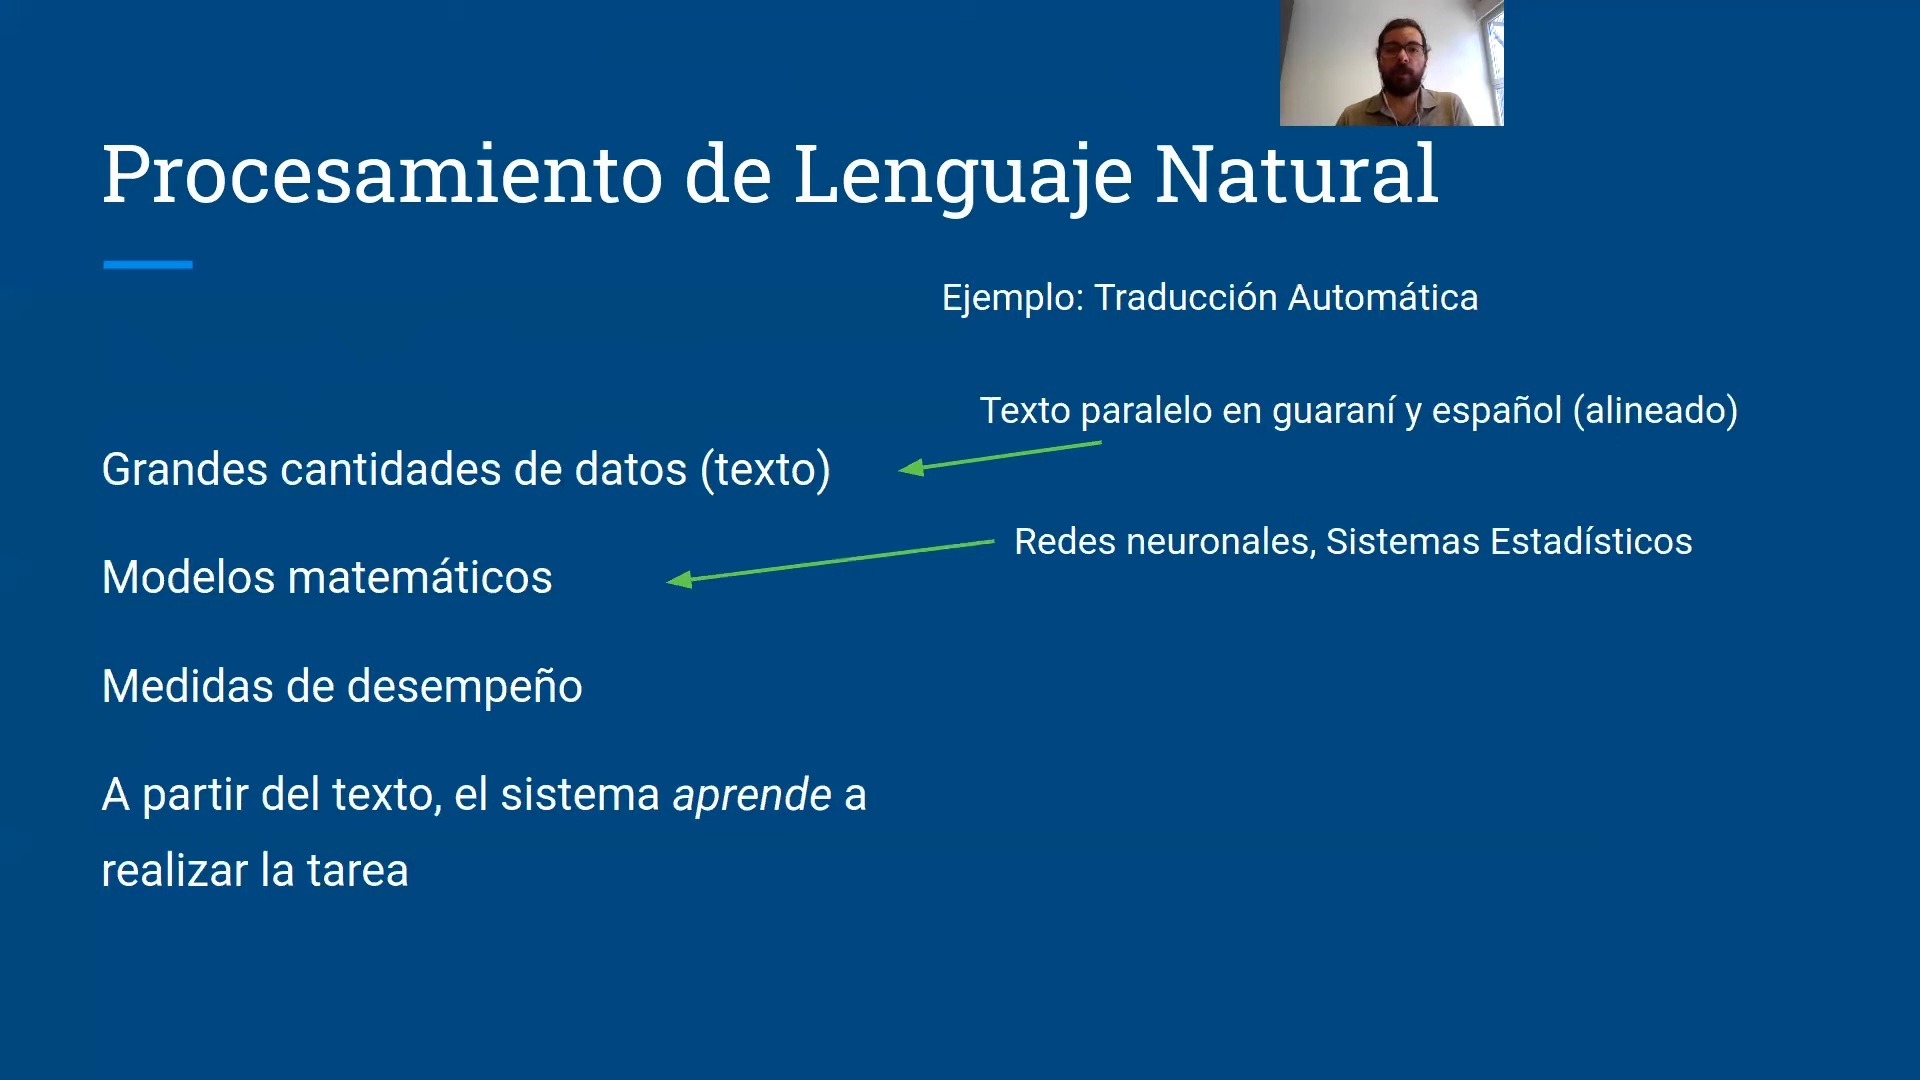 Procesamiento de Lenguaje Natural
Ejemplo: Traducción Automática
Texto paralelo en guaraní y español (alineado)
Grandes cantidades de datos (texto)
Redes neuronales, Sistemas Estadísticos
Modelos matemáticos
Medidas de desempeño
A partir del texto, el sistema aprende a
realizar la tarea